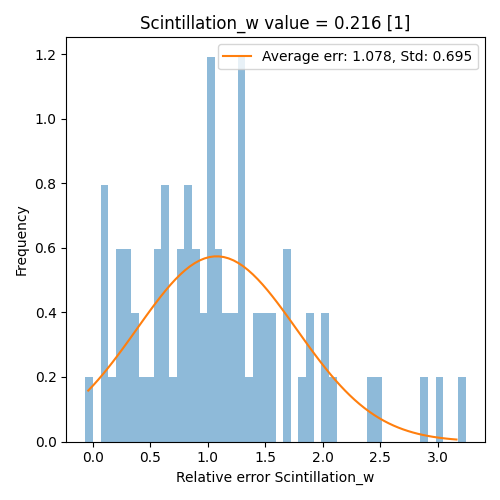 Scintillation_w value = 0.216 [1]
Average err: 1.078, Std: 0.695
Frequency
1.2
1.0
0.8
0.6
0.4
0.2
0.0
0.0 0.5 1.0 1.5 2.0 2.5 3.0
Relative error Scintillation_w